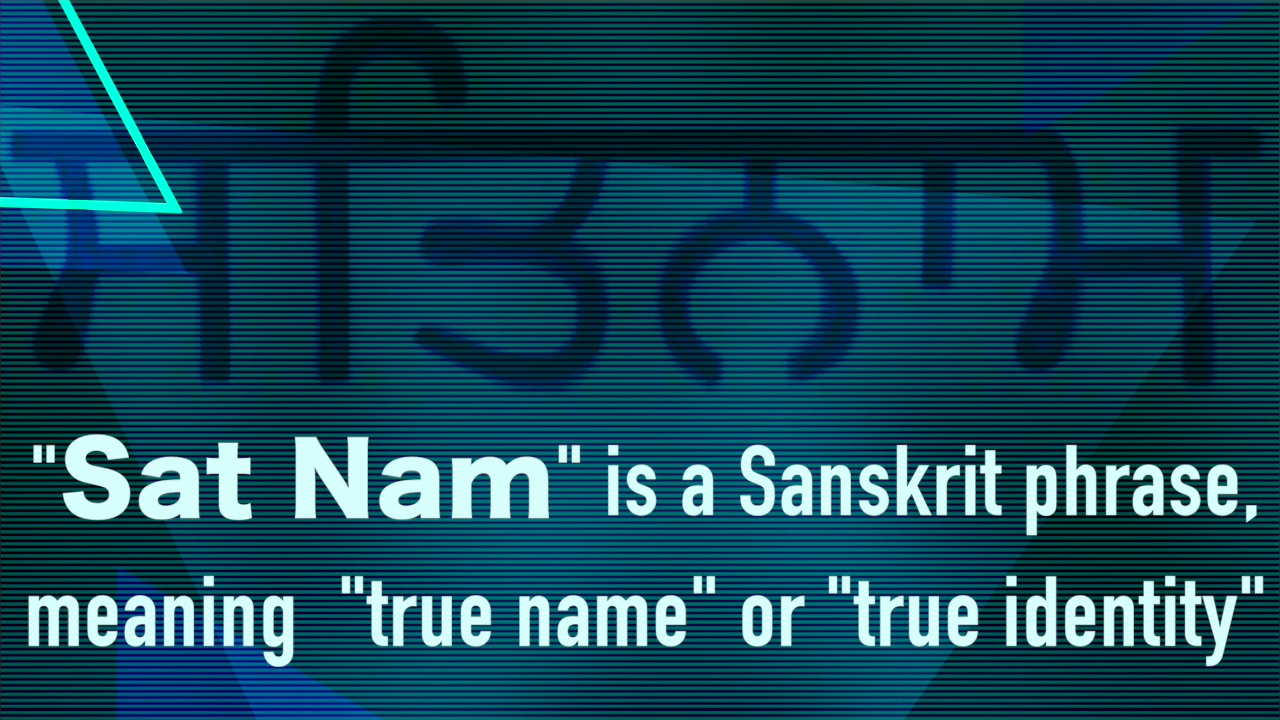 ਸਤਿਨਾਮ
"Sat Nam" is a Sanskrit phrase,
meaning "true name" or "true identity"